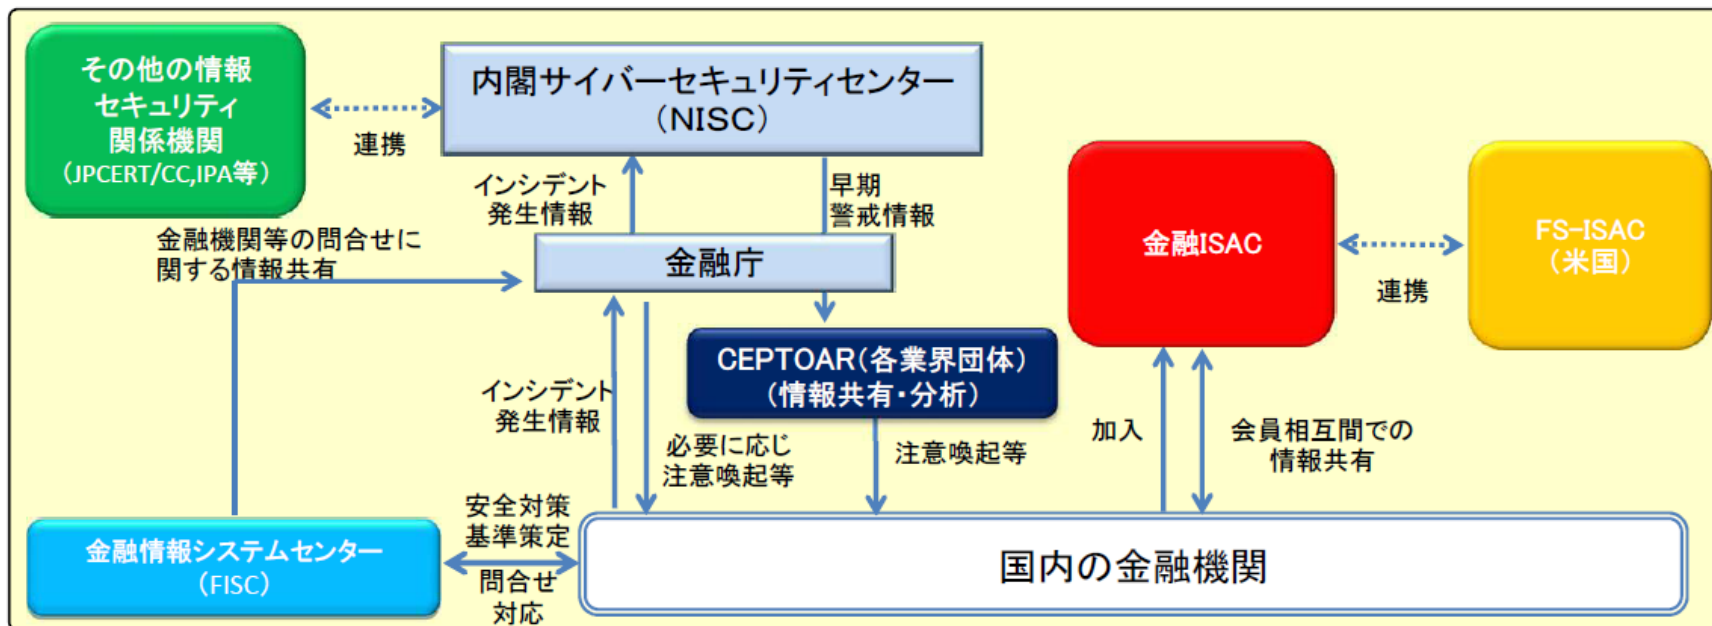 その他の情報
セキュリティ
関係機関
（JPCERT/CC,IPA等）
連携
内閣サイバーセキュリティセンター
（NISC）
インシデント
発生情報
早期
警戒情報
金融機関等の問合せに
関する情報共有
金融庁
金融ISAC
連携
FS-ISAC
（米国）
CEPTOAR（各業界団体）
（情報共有・分析）
インシデント
発生情報
必要に応じ
注意喚起等
注意喚起等
加入
会員相互間での
情報共有
安全対策
基準策定
問合せ
対応
金融情報システムセンター
（FISC）
国内の金融機関